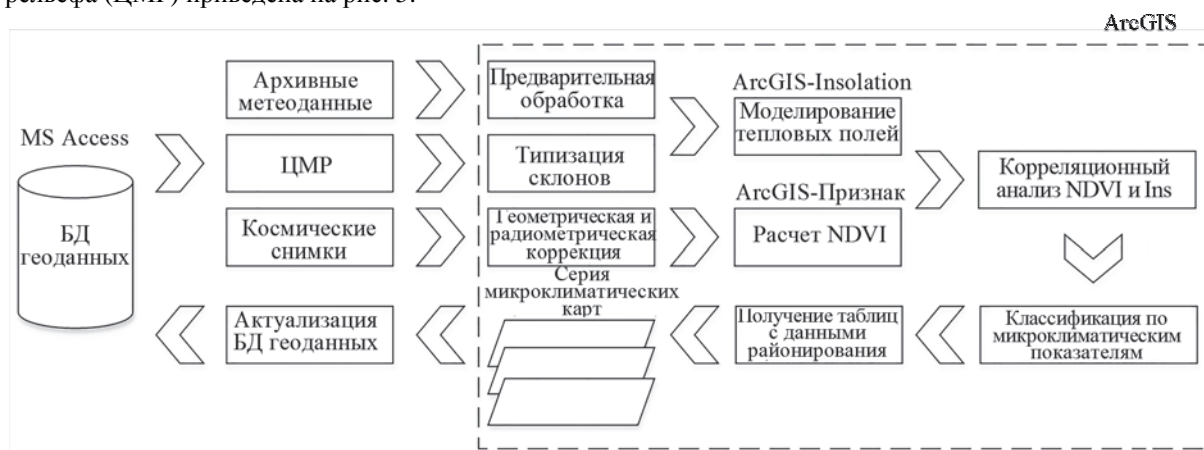 рельефа (ЦМР) приведена на рис. 3.
ArcGIS
MS Access
БД
геоданных
Архивные
метеоданные
ЦМР
Космические
снимки
Предварительная
обработка
Типизация
склонов
Геометрическая и
радиометрическая
коррекция
ArcGIS-Insolation
Моделирование
тепловых полей
ArcGIS-Признак
Расчет NDVI
Корреляционный
анализ NDVI и Ins
Классификация по
микроклиматическим
показателям
Получение таблиц
с данными
районирования
Серия
микроклиматических
карт
Актуализация
БД геоданных